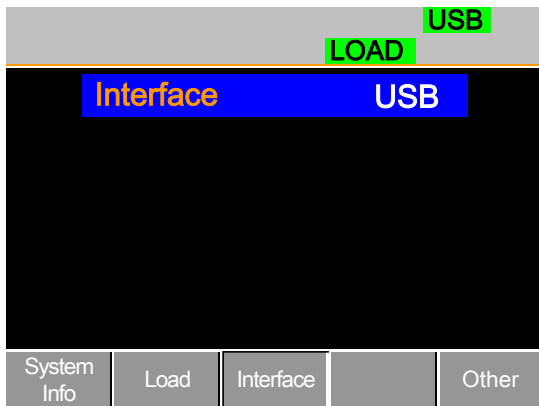 USB
LOAD
Interface USB
System
Info
Load
Interface
Other